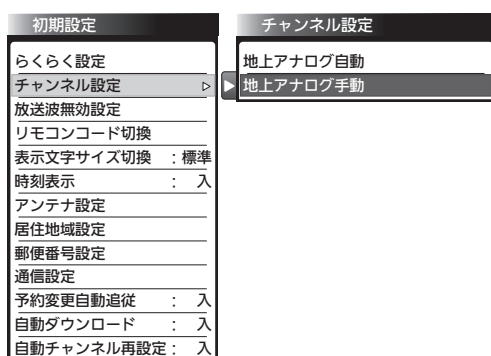 初期設定
らくらく設定
チャンネル設定
放送波無効設定
リモコンコード切換
表示文字サイズ切換 : 標準
時刻表示 : 入
アンテナ設定
居住地域設定
郵便番号設定
通信設定
予約変更自動追従 : 入
自動ダウンロード : 入
自動チャンネル再設定 : 入
チャンネル設定
地上アナログ自動
地上アナログ手動